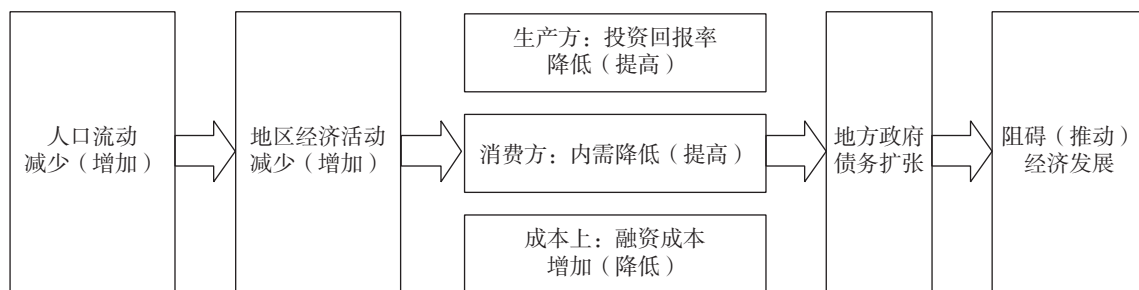 人口流动
减少（增加）
地区经济活动
减少（增加）
生产方：投资回报率
降低（提高）
消费方：内需降低（提高）
成本上：融资成本
增加（降低）
地方政府
债务扩张
阻碍（推动）
经济发展